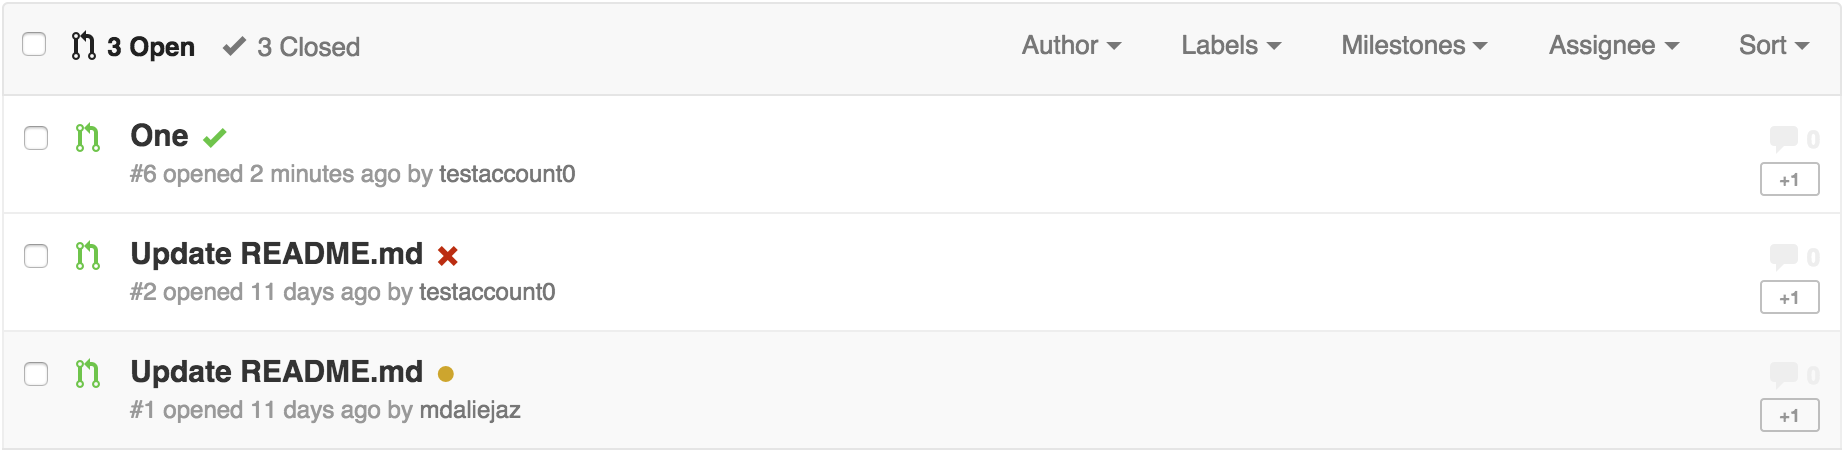 3 Open 3 Closed Author Labels Milestones Assignee Sort
One 0
#6 opened 2 minutes ago by testaccount0 +1
Update README.md 0
#2 opened 11 days ago by testaccount0 +1
Update README.md 0
#1 opened 11 days ago by mdaliejaz +1